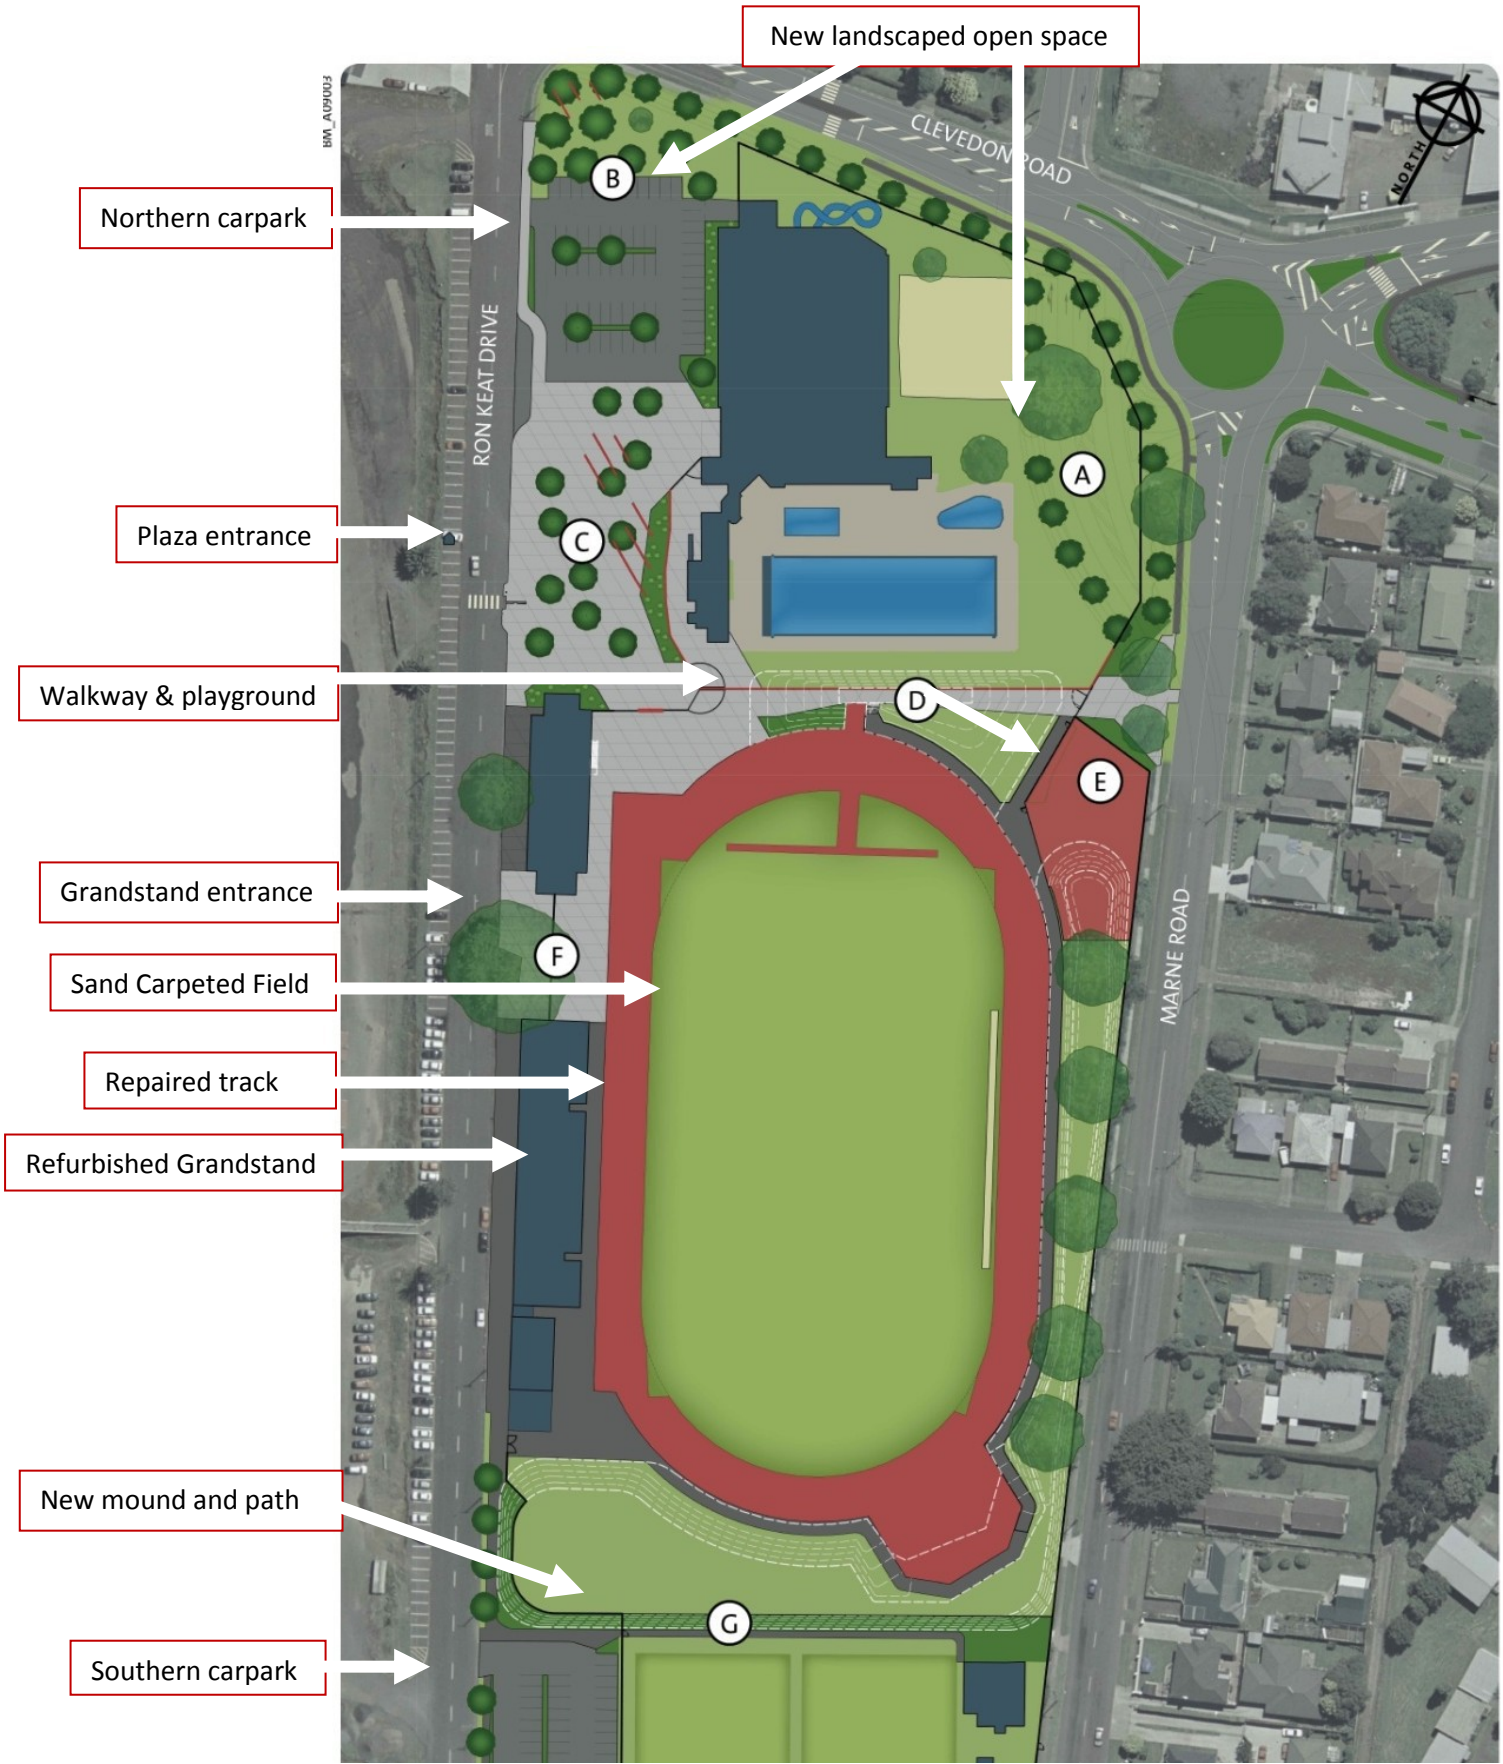 New landscaped open space
RM_A09003
CLEVEDON ROAD
NORTH
B
Northern carpark
RON KEAT DRIVE
A
Plaza entrance
C
Walkway & playground
D
E
Grandstand entrance
MARNE ROAD
F
Sand Carpeted Field
Repaired track
Refurbished Grandstand
New mound and path
G
Southern carpark